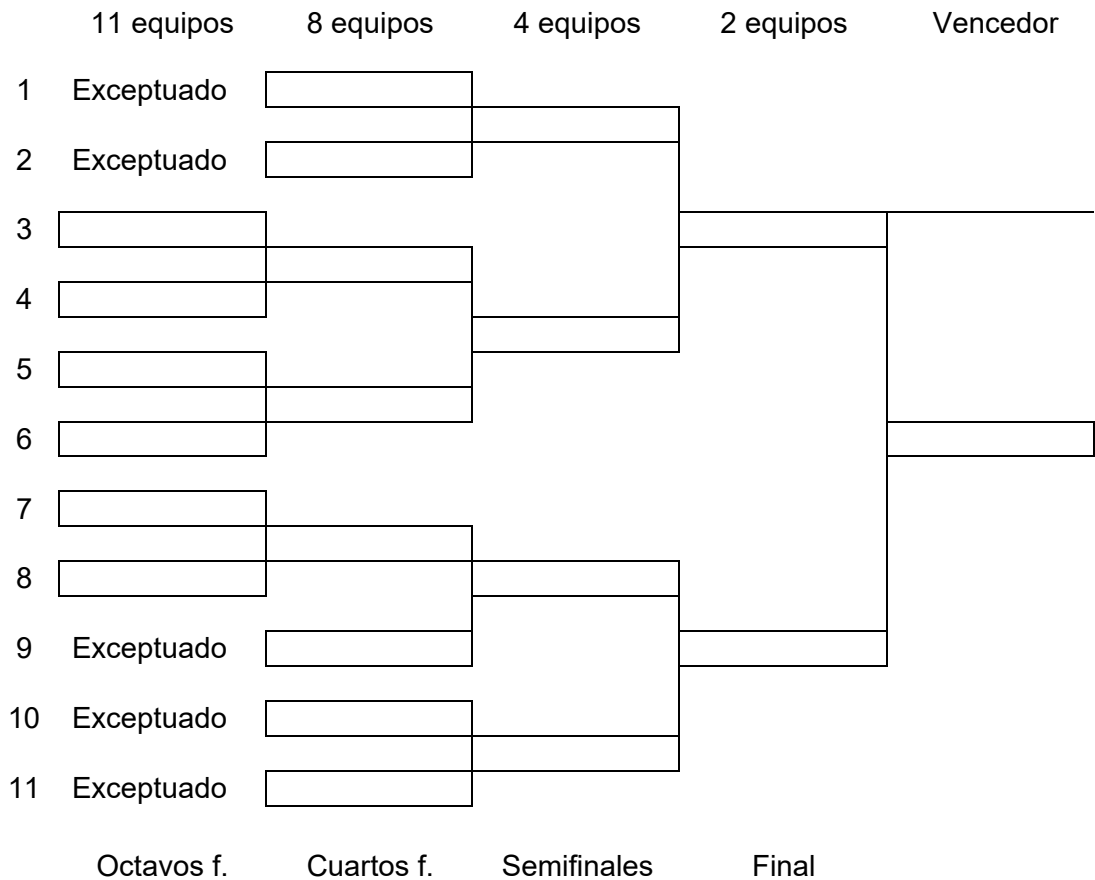 11 equipos 8 equipos 4 equipos 2 equipos Vencedor
1 Exceptuado
2 Exceptuado
3
4
5
6
7
8
9 Exceptuado
10 Exceptuado
11 Exceptuado
Octavos f. Cuartos f. Semifinales Final